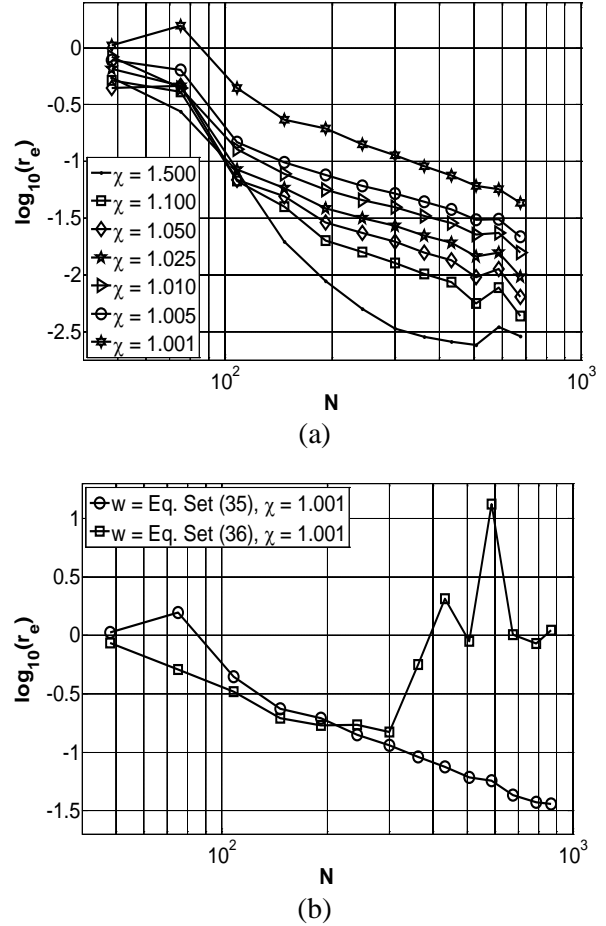 0
-0.5
-1
-1.5
-2
-2.5
log10(re)
χ = 1.500
χ = 1.100
χ = 1.050
χ = 1.025
χ = 1.010
χ = 1.005
χ = 1.001
10^2
10^3
N
(a)
w = Eq. Set (35), χ = 1.001
w = Eq. Set (36), χ = 1.001
1
0.5
0
-0.5
-1
-1.5
log10(re)
10^2
10^3
N
(b)